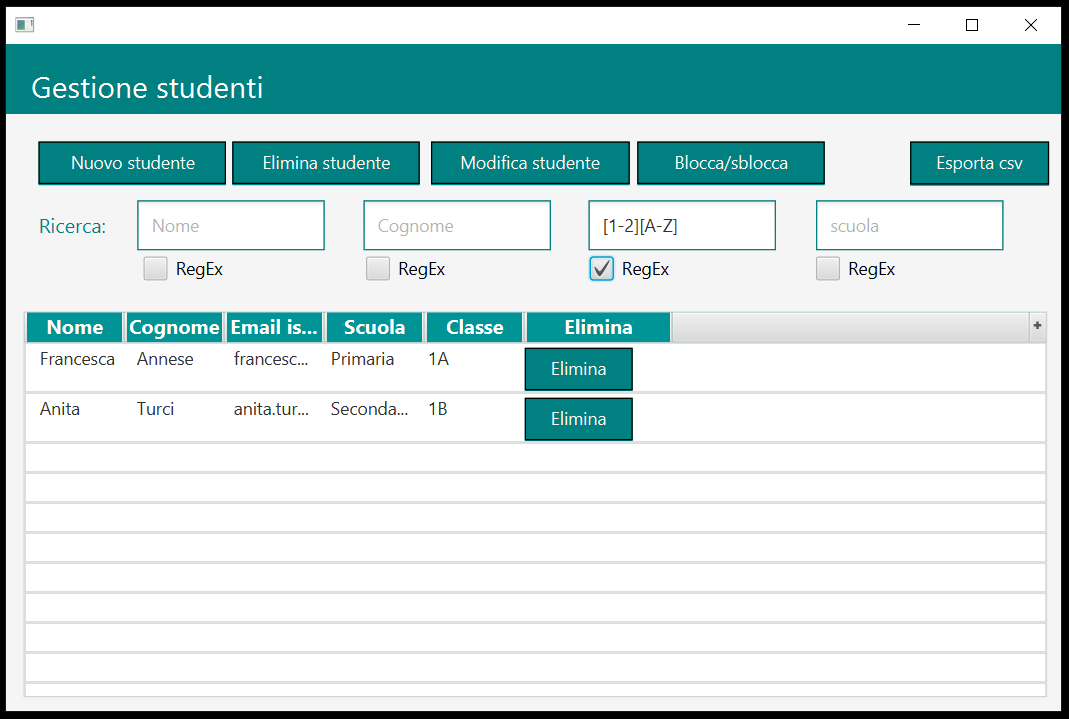 Gestione studenti
Nuovo studente Elimina studente Modifica studente Blocca/sblocca Esporta csv
Ricerca: Nome Cognome [1-2][A-Z] scuola
RegEx RegEx RegEx RegEx
Nome Cognome Email is... Scuola Classe Elimina +
Francesca Annese francesc... Primaria 1A Elimina
Anita Turci anita.tur... Seconda... 1B Elimina